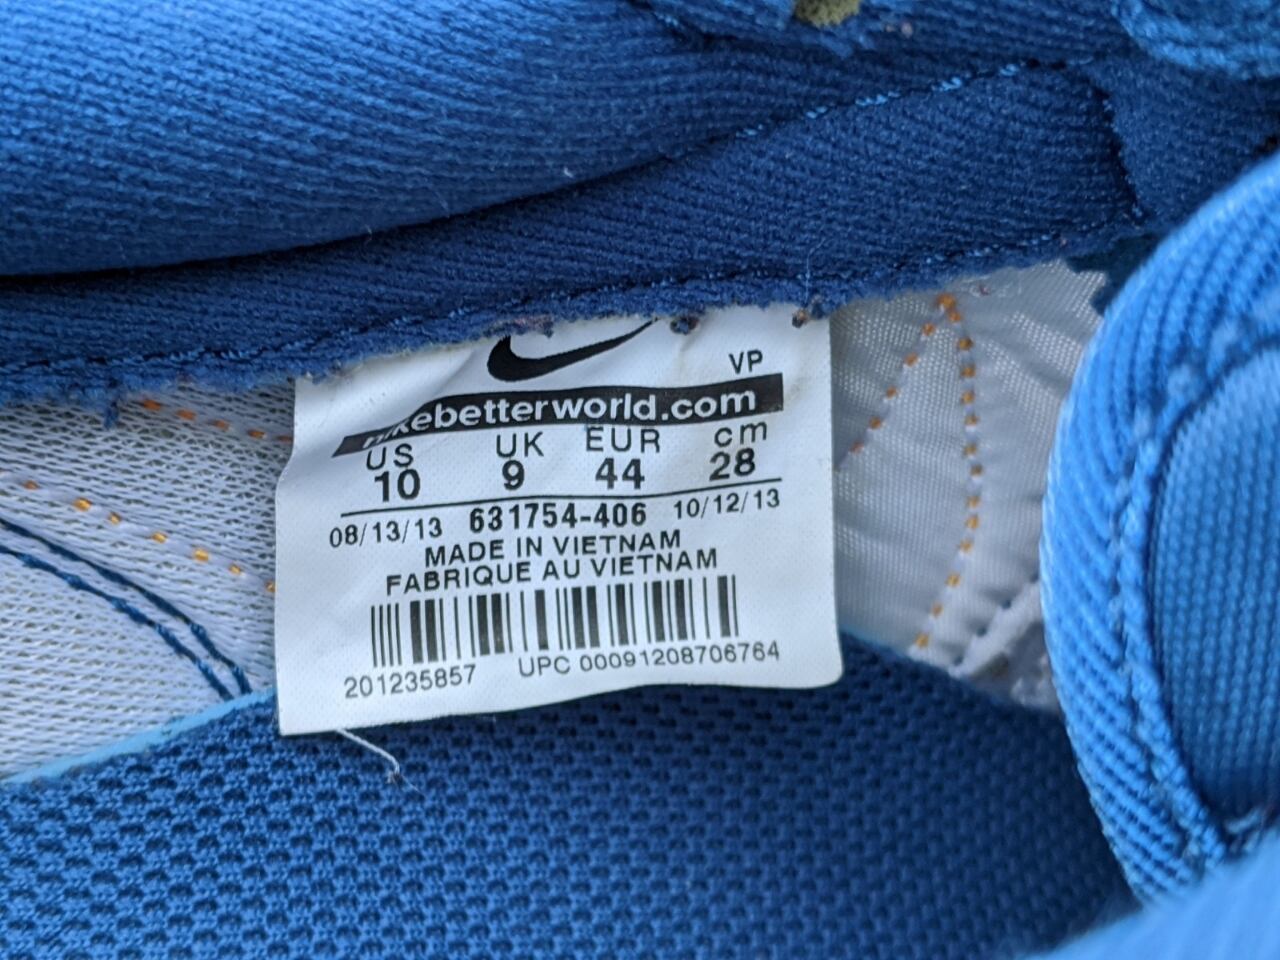 VP
nikebetterworld.com
US UK EUR cm
10 9 44 28
08/13/13 631754-406 10/12/13
MADE IN VIETNAM
FABRIQUE AU VIETNAM
201235857 UPC 00091208706764